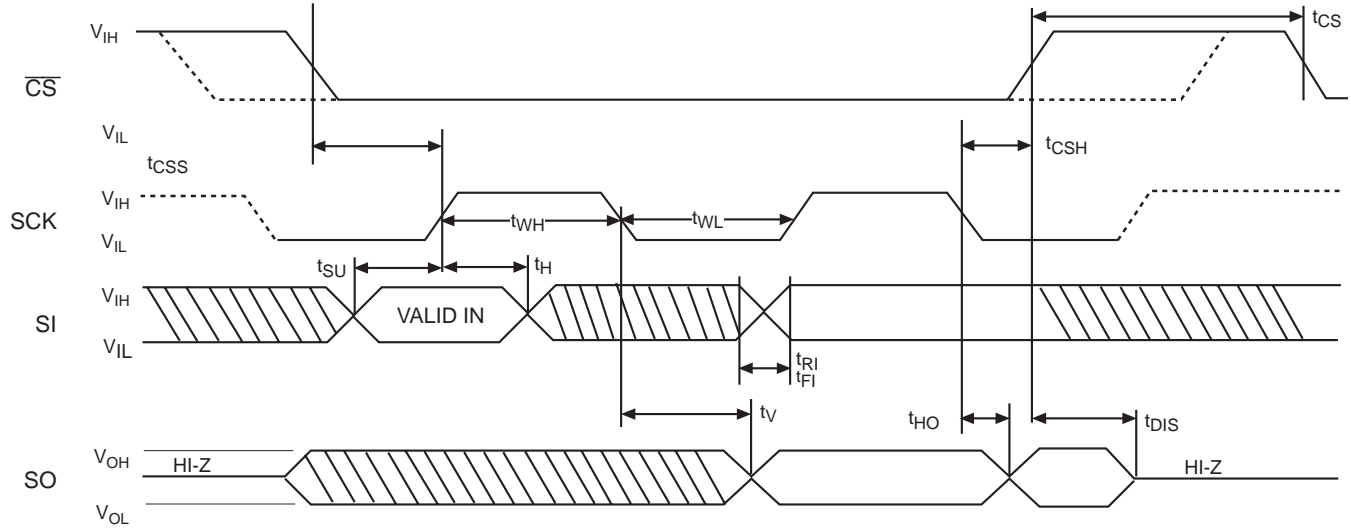 tCS
VIH
CS
VIL
tCSH
tCSS
VIH
SCK
tWH
tWL
VIL
tSU
tH
VIH
SI
VALID IN
VIL
tRI
tFI
tV
tHO
tDIS
VOH
HI-Z
HI-Z
SO
VOL